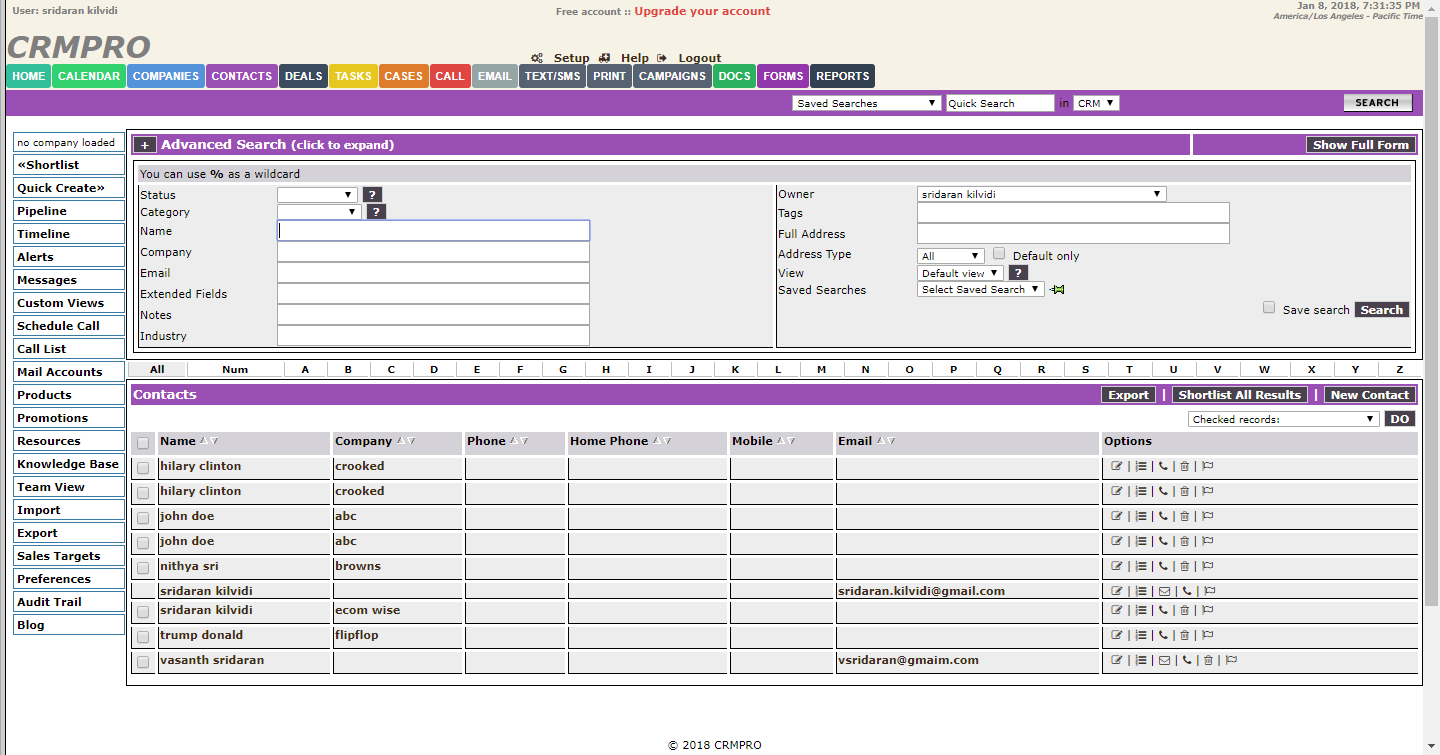 User: sridaran kilvidi
Free account :: Upgrade your account
Jan 8, 2018, 7:31:35 PM
America/Los Angeles - Pacific Time
CRMPRO
Setup Help Logout
HOME CALENDAR COMPANIES CONTACTS DEALS TASKS CASES CALL EMAIL TEXT/SMS PRINT CAMPAIGNS DOCS FORMS REPORTS
Saved Searches Quick Search in CRM SEARCH
no company loaded
«Shortlist
Quick Create»
Pipeline
Timeline
Alerts
Messages
Custom Views
Schedule Call
Call List
Mail Accounts
Products
Promotions
Resources
Knowledge Base
Team View
Import
Export
Sales Targets
Preferences
Audit Trail
Blog
+ Advanced Search (click to expand) Show Full Form
You can use % as a wildcard
Status ?
Category ?
Name
Company
Email
Extended Fields
Notes
Industry
Owner sridaran kilvidi
Tags
Full Address
Address Type All Default only
View Default view ?
Saved Searches Select Saved Search
Save search Search
All Num A B C D E F G H I J K L M N O P Q R S T U V W X Y Z
Contacts Export | Shortlist All Results | New Contact
Checked records: DO
Name Company Phone Home Phone Mobile Email Options
hilary clinton crooked | | | |
hilary clinton crooked | | | |
john doe abc | | | |
john doe abc | | | |
nithya sri browns | | | |
sridaran kilvidi sridaran.kilvidi@gmail.com | | | |
sridaran kilvidi ecom wise | | | |
trump donald flipflop | | | |
vasanth sridaran vsridaran@gmaim.com | | | | |
© 2018 CRMPRO